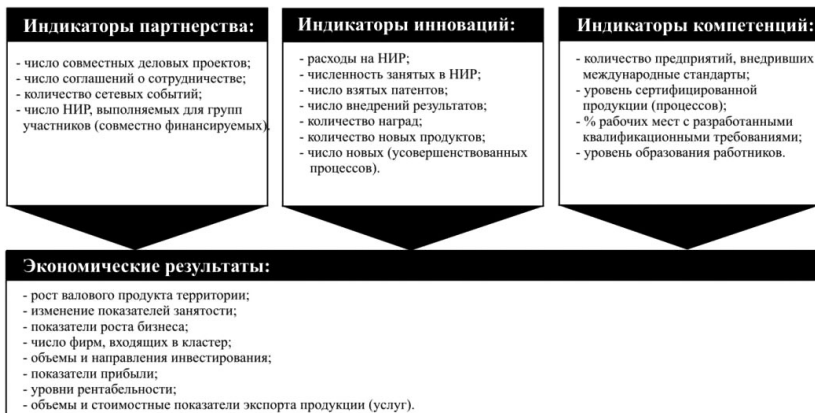 Индикаторы партнерства:
- число совместных деловых проектов;
- число соглашений о сотрудничестве;
- количество сетевых событий;
- число НИР, выполняемых для групп
участников (совместно финансируемых).
Индикаторы инноваций:
- расходы на НИР;
- численность занятых в НИР;
- число взятых патентов;
- число внедрений результатов;
- количество наград;
- количество новых продуктов;
- число новых (усовершенствованных
процессов).
Индикаторы компетенций:
- количество предприятий, внедривших
международные стандарты;
- уровень сертифицированной
продукции (процессов);
- % рабочих мест с разработанными
квалификационными требованиями;
- уровень образования работников.
Экономические результаты:
- рост валового продукта территории;
- изменение показателей занятости;
- показатели роста бизнеса;
- число фирм, входящих в кластер;
- объемы и направления инвестирования;
- показатели прибыли;
- уровни рентабельности;
- объемы и стоимостные показатели экспорта продукции (услуг).